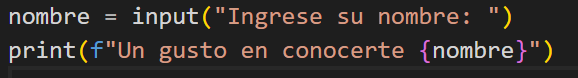 nombre = input("Ingrese su nombre: ")
print(f"Un gusto en conocerte {nombre}")